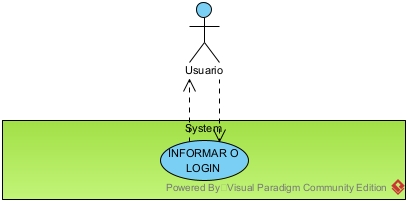 Usuario
System
INFORMAR O
LOGIN
Powered By Visual Paradigm Community Edition